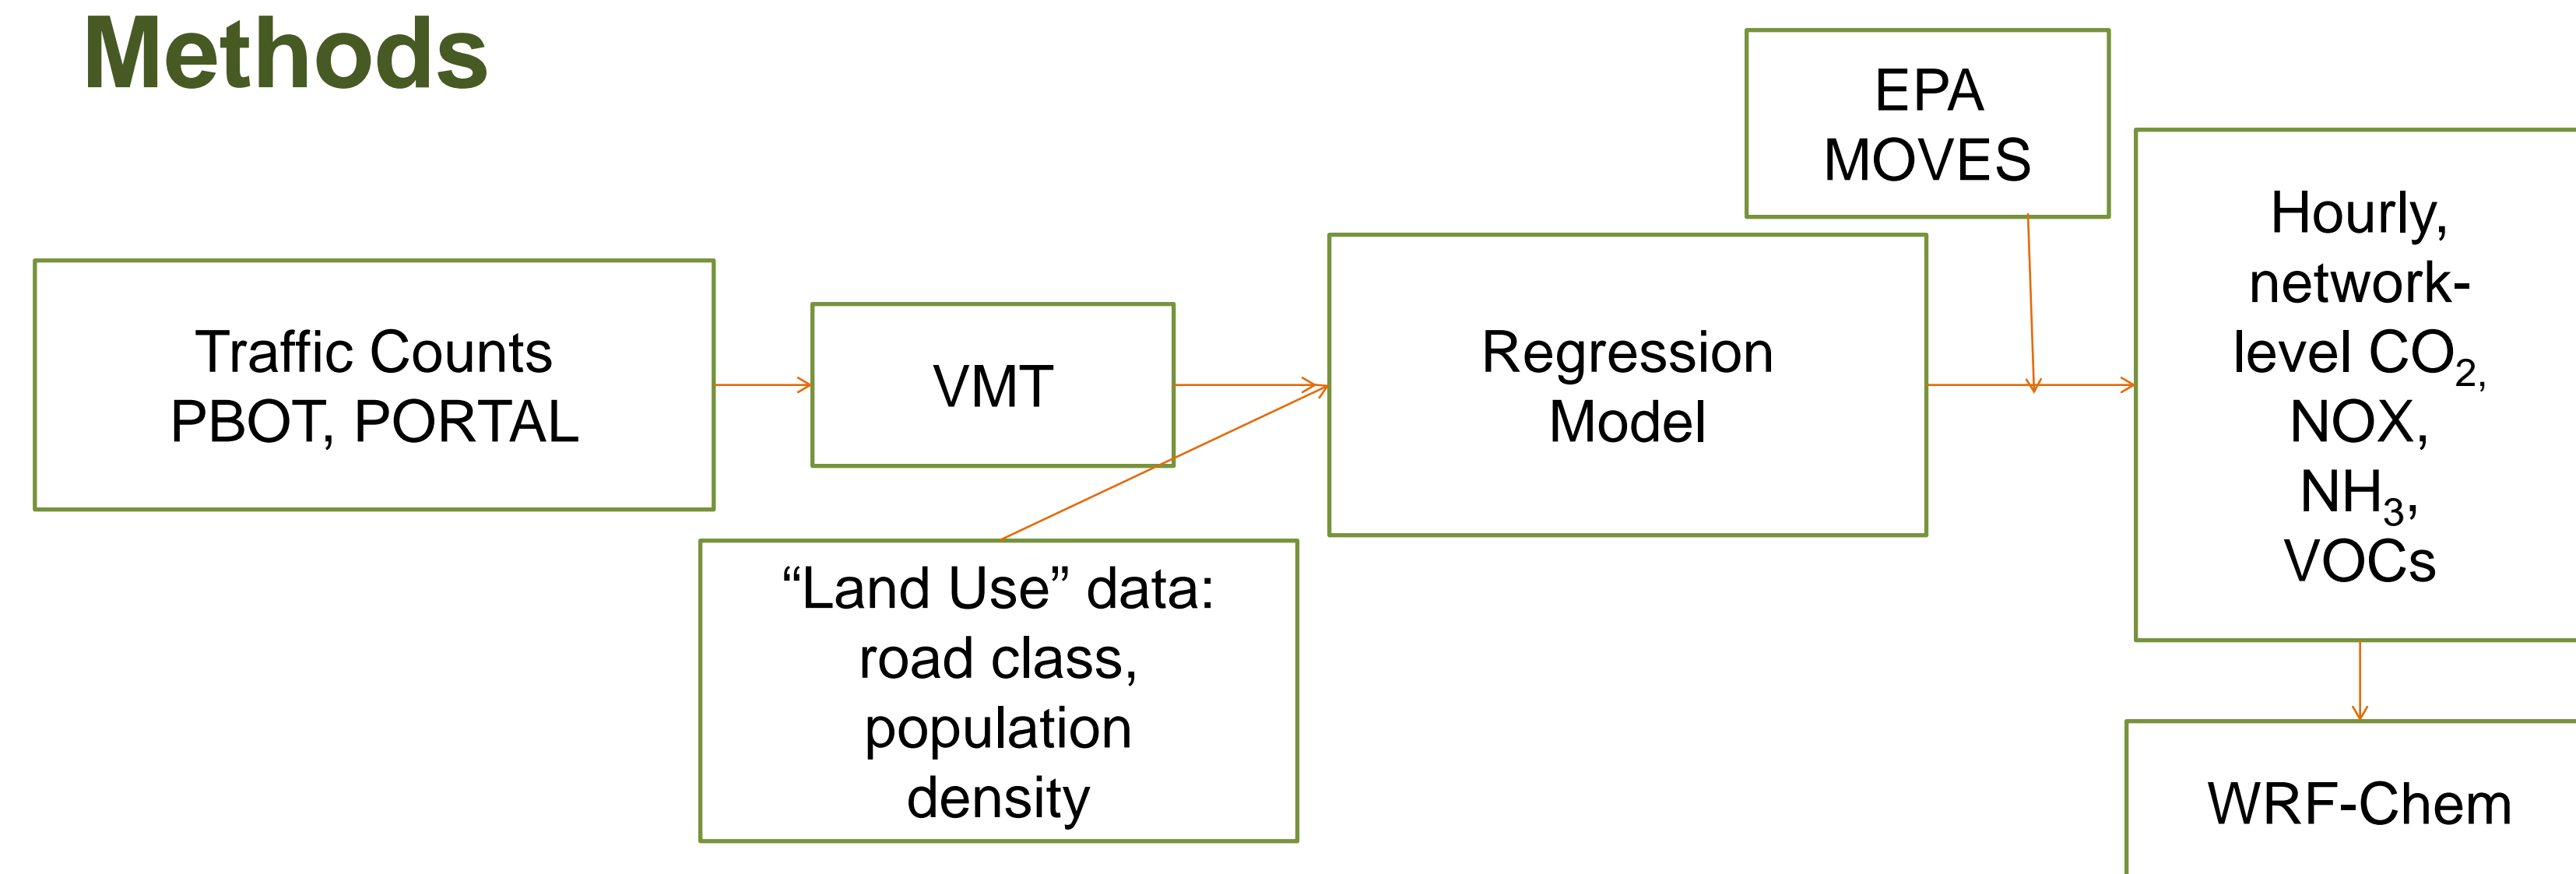 Methods
EPA
MOVES
Traffic Counts
PBOT, PORTAL
VMT
Regression
Model
Hourly,
network-
level CO₂,
NOX,
NH₃,
VOCs
“Land Use” data:
road class,
population
density
WRF-Chem